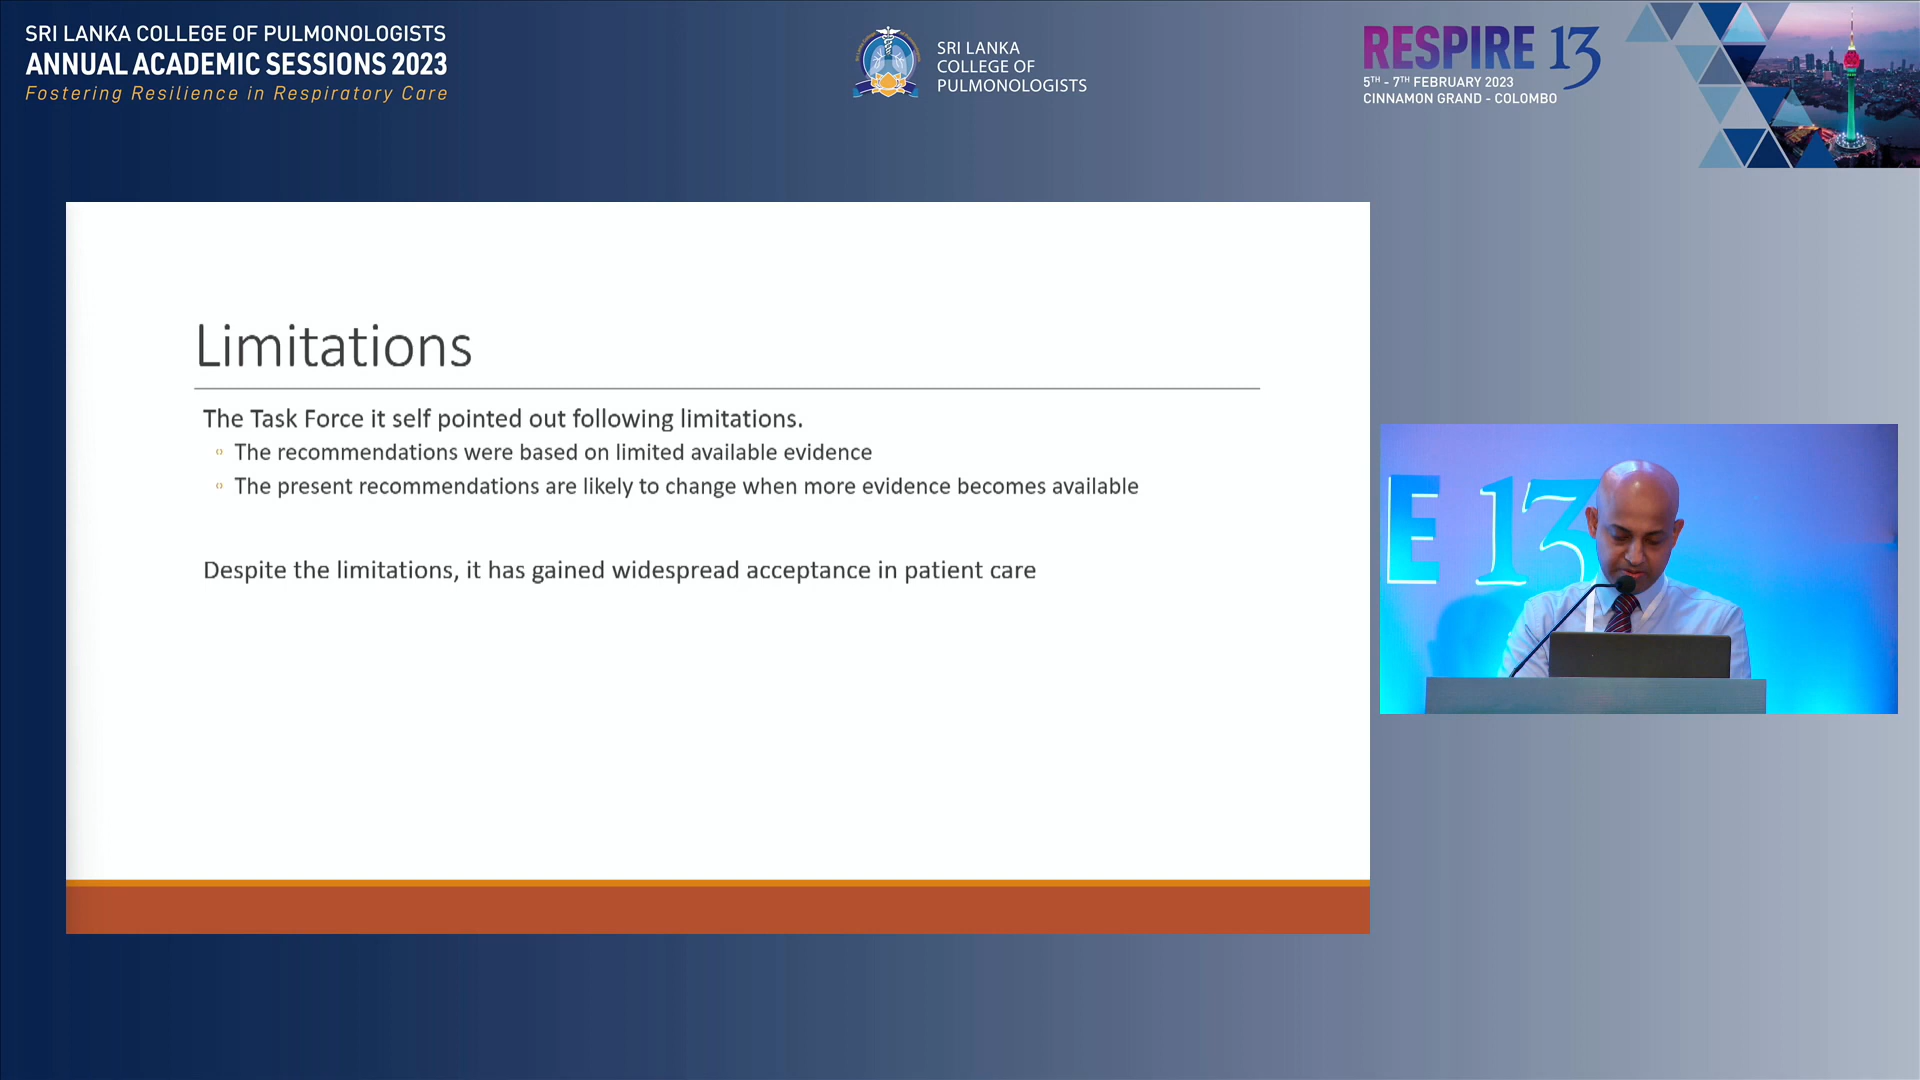 SRI LANKA COLLEGE OF PULMONOLOGISTS
ANNUAL ACADEMIC SESSIONS 2023
Fostering Resilience in Respiratory Care
SRI LANKA
COLLEGE OF
PULMONOLOGISTS
RESPIRE 13
5TH - 7TH FEBRUARY 2023
CINNAMON GRAND - COLOMBO
Limitations
The Task Force it self pointed out following limitations.
The recommendations were based on limited available evidence
The present recommendations are likely to change when more evidence becomes available
Despite the limitations, it has gained widespread acceptance in patient care
E 13